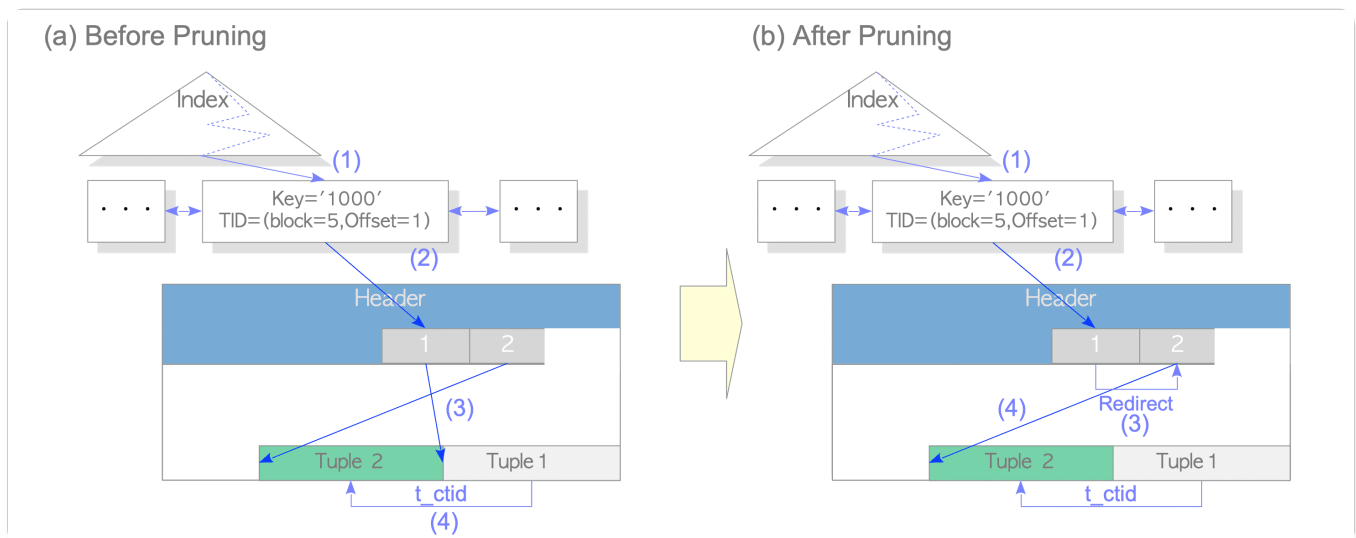 (a) Before Pruning
Index
(1)
. . .
Key='1000'
TID=(block=5,Offset=1)
. . .
(2)
Header
1
2
(3)
Tuple 2
Tuple 1
t_ctid
(4)
(b) After Pruning
Index
(1)
. . .
Key='1000'
TID=(block=5,Offset=1)
. . .
(2)
Header
1
2
Redirect
(3)
(4)
Tuple 2
Tuple 1
t_ctid